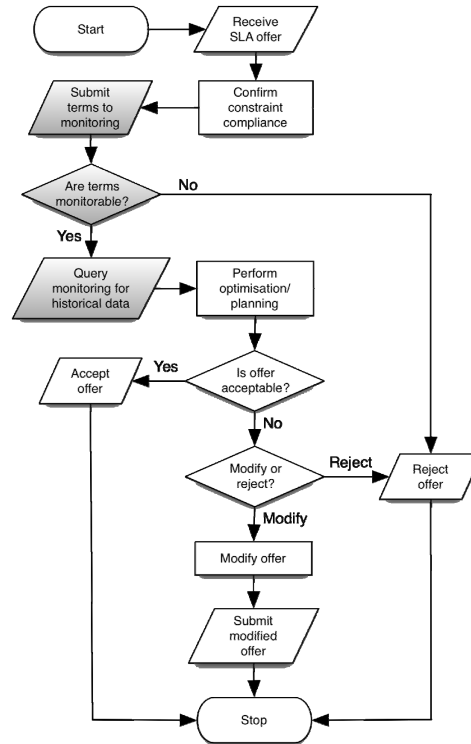 Start
Receive
SLA offer
Submit
terms to
monitoring
Confirm
constraint
compliance
Are terms
monitorable?
No
Yes
Query
monitoring for
historical data
Perform
optimisation/
planning
Accept
offer
Yes
Is offer
acceptable?
No
Modify or
reject?
Reject
Reject
offer
Modify
Modify offer
Submit
modified
offer
Stop